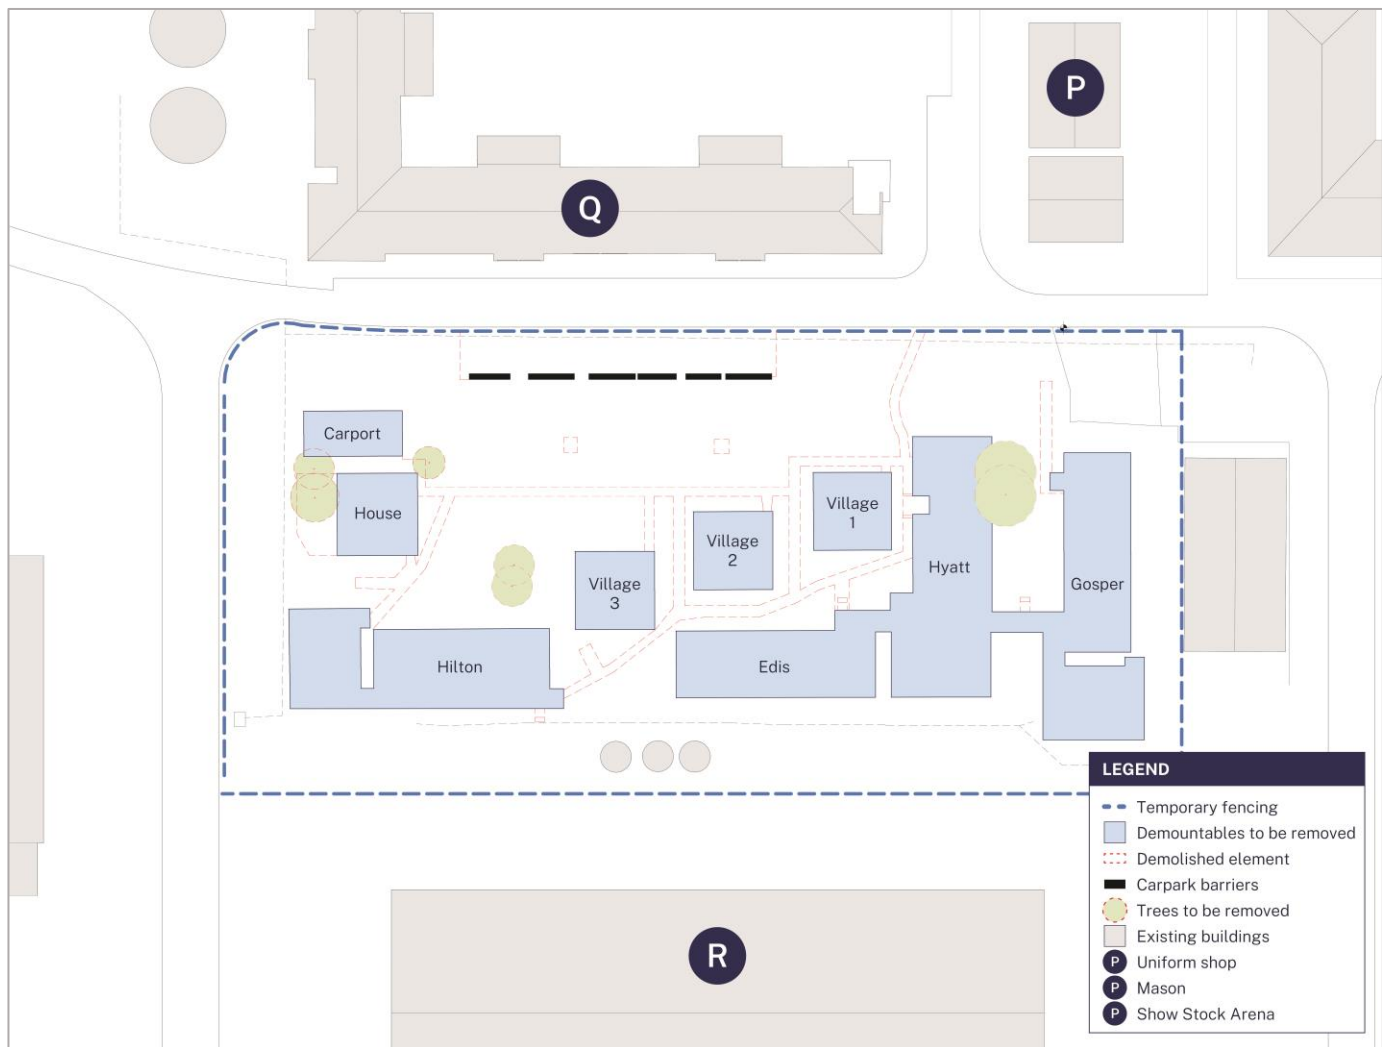 P
Q
Carport
House
Village
1
Village
2
Village
3
Hyatt
Gosper
Hilton
Edis
R
LEGEND
Temporary fencing
Demountables to be removed
Demolished element
Carpark barriers
Trees to be removed
Existing buildings
P Uniform shop
P Mason
P Show Stock Arena